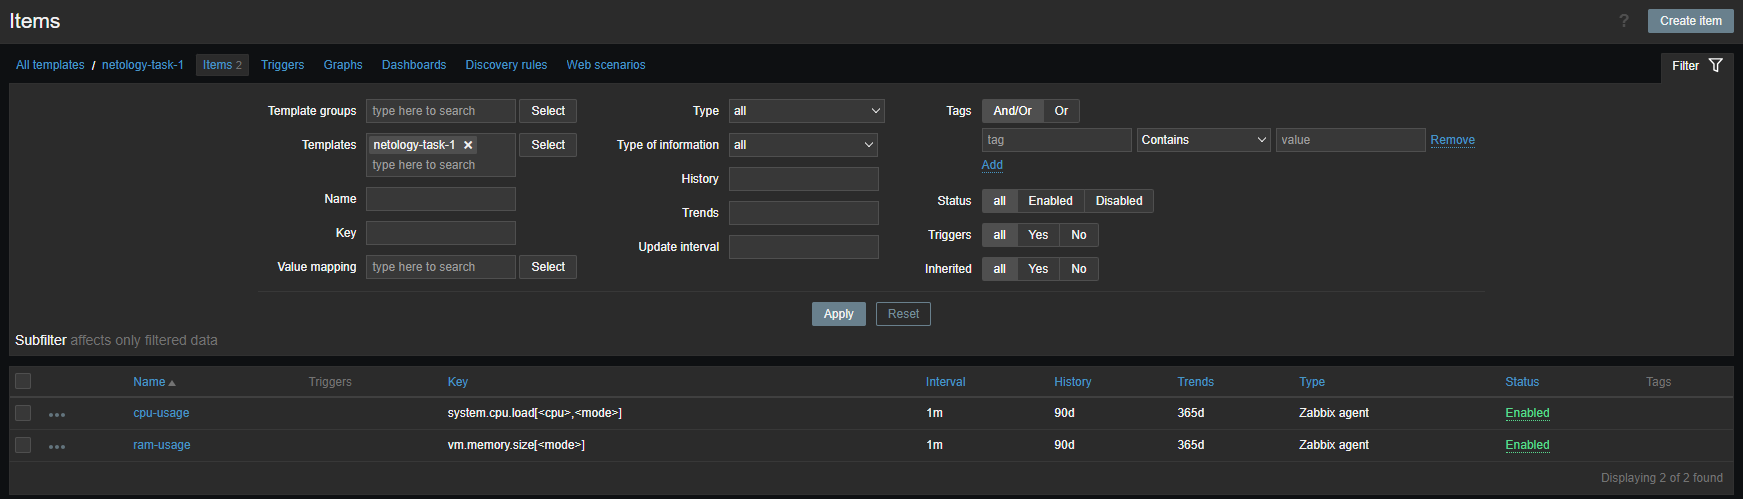 Items
? Create item
All templates / netology-task-1 Items 2 Triggers Graphs Dashboards Discovery rules Web scenarios
Filter
Template groups type here to search Select Type all Tags And/Or Or
Templates netology-task-1 × Select Type of information all tag Contains value Remove
type here to search Add
History
Name Status all Enabled Disabled
Trends
Key Triggers all Yes No
Update interval
Value mapping type here to search Select Inherited all Yes No
Apply Reset
Subfilter affects only filtered data
Name Triggers Key Interval History Trends Type Status Tags
cpu-usage system.cpu.load[<cpu>,<mode>] 1m 90d 365d Zabbix agent Enabled
ram-usage vm.memory.size[<mode>] 1m 90d 365d Zabbix agent Enabled
Displaying 2 of 2 found